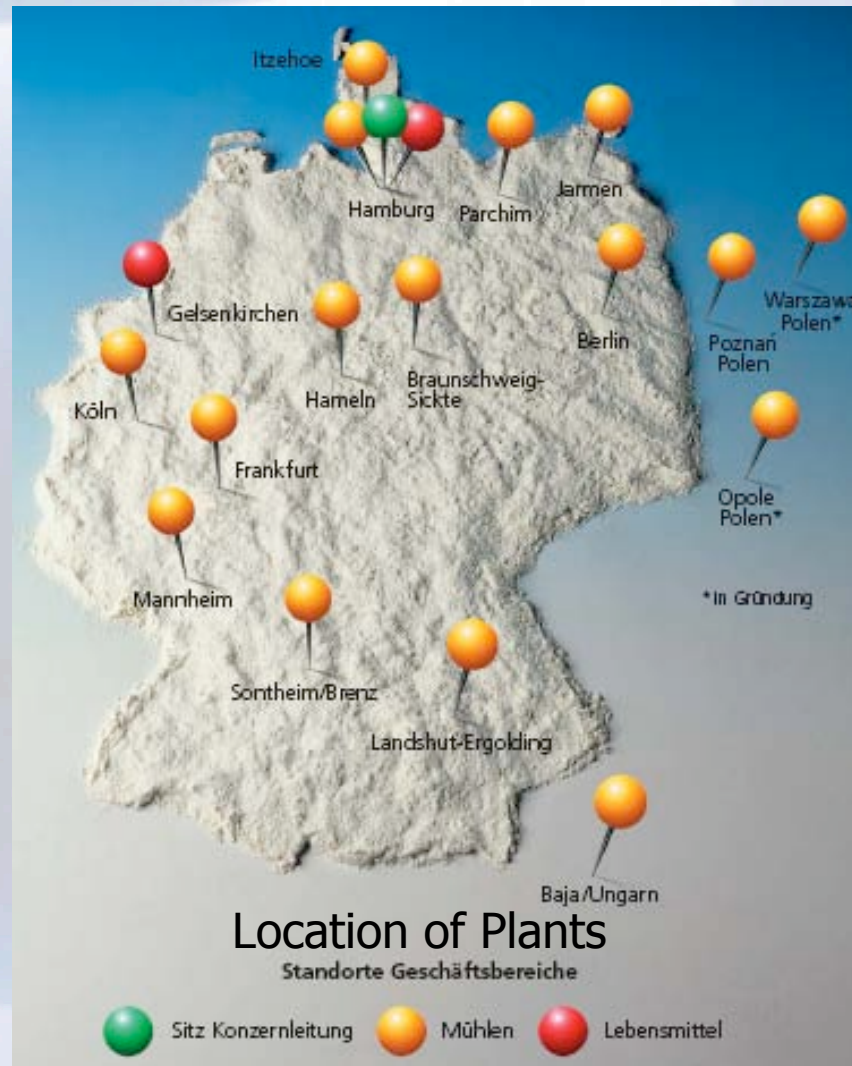 Itzehoe
Hamburg
Parchim
Jarmen
Gelsenkirchen
Hameln
Braunschweig-
Sickte
Berlin
Poznań
Polen
Warszawa
Polen*
Köln
Frankfurt
Opole
Polen*
Mannheim
*in Gründung
Sontheim/Brenz
Landshut-Ergolding
Baja/Ungarn
Location of Plants
Standorte Geschäftsbereiche
Sitz Konzernleitung
Mühlen
Lebensmittel